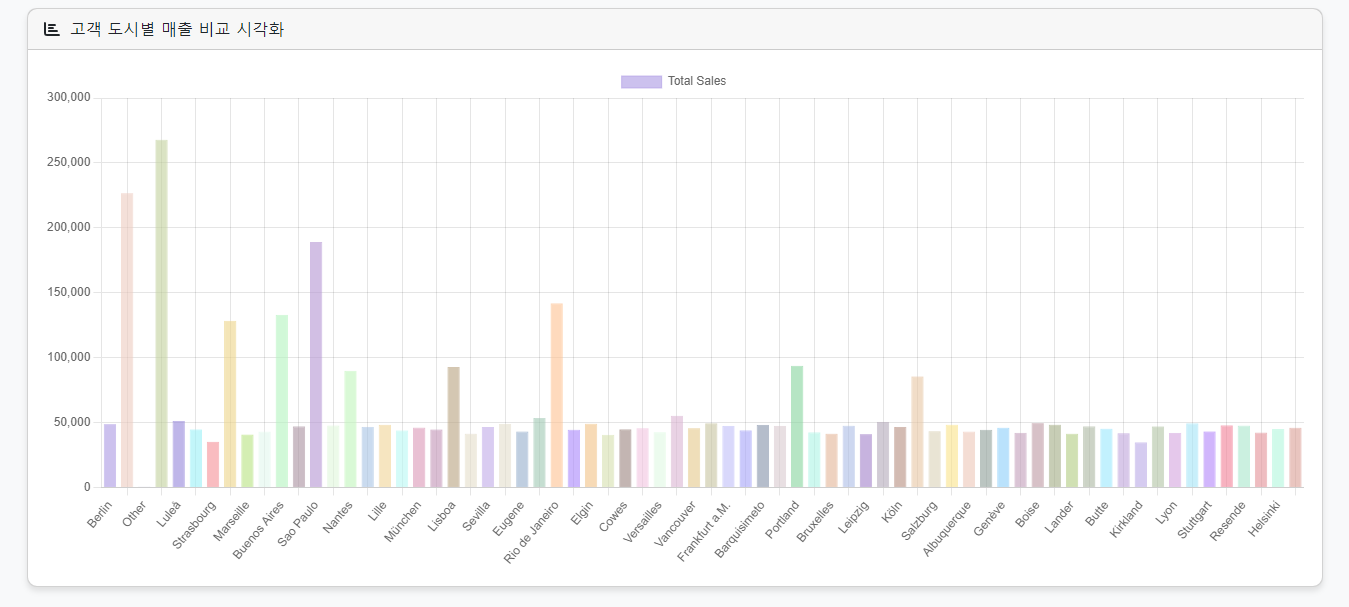 고객 도시별 매출 비교 시각화
Total Sales
300,000
250,000
200,000
150,000
100,000
50,000
0
Berlin
Other
Luleå
Strasbourg
Marseille
Buenos Aires
Sao Paulo
Nantes
Lille
München
Lisboa
Sevilla
Eugene
Rio de Janeiro
Elgin
Cowes
Versailles
Vancouver
Frankfurt a.M.
Barquisimeto
Portland
Bruxelles
Leipzig
Köln
Salzburg
Albuquerque
Genève
Boise
Lander
Butte
Kirkland
Lyon
Stuttgart
Resende
Helsinki